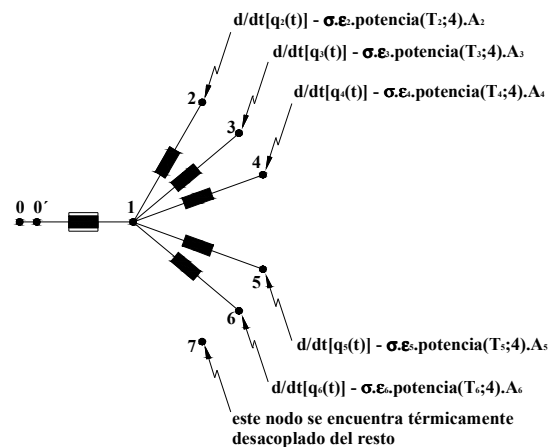 d/dt[q₂(t)] - σ.ε₂.potencia(T₂;4).A₂
d/dt[q₃(t)] - σ.ε₃.potencia(T₃;4).A₃
2
d/dt[q₄(t)] - σ.ε₄.potencia(T₄;4).A₄
3
4
0 0´ 1
5
6
d/dt[q₅(t)] - σ.ε₅.potencia(T₅;4).A₅
7
d/dt[q₆(t)] - σ.ε₆.potencia(T₆;4).A₆
este nodo se encuentra térmicamente
desacoplado del resto